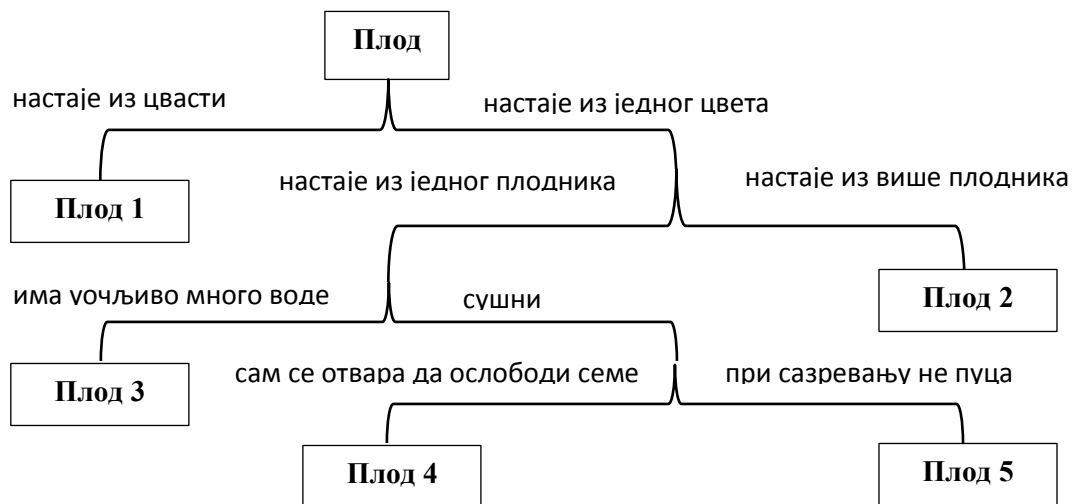 Плод
настаје из цвасти
настаје из једног цвета
настаје из једног плодника
настаје из више плодника
Плод 1
има уочљиво много воде
сушни
Плод 2
Плод 3
сам се отвара да ослободи семе
при сазревању не пуца
Плод 4
Плод 5